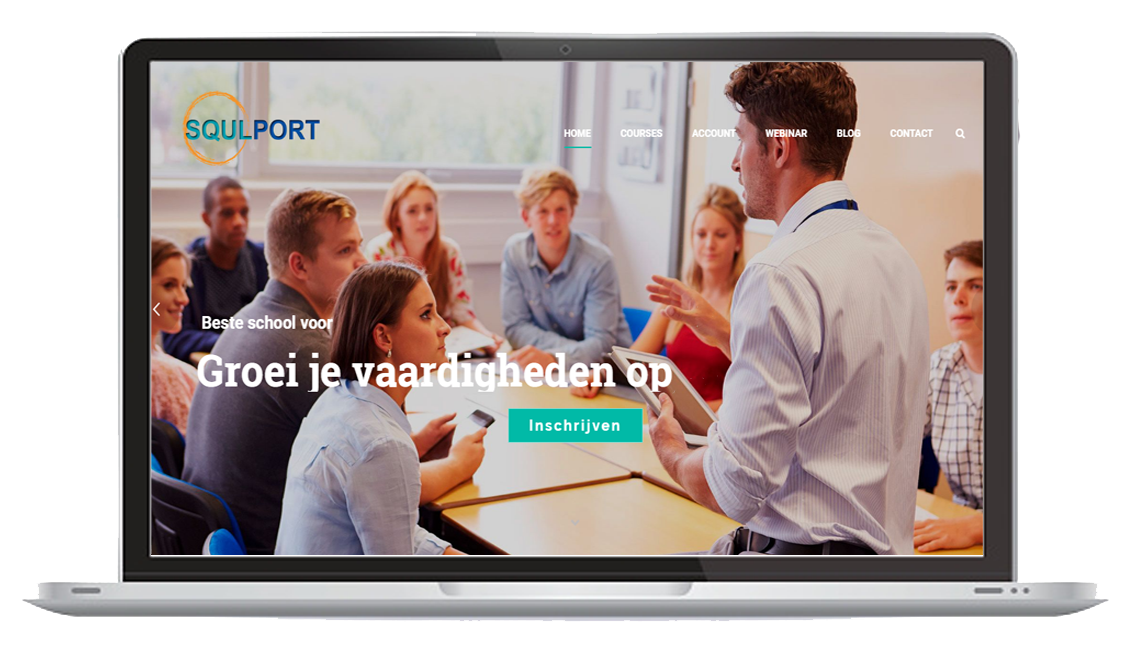 SQULPORT
HOME COURSES ACCOUNT WEBINAR BLOG CONTACT
Beste school voor
Groei je vaardigheden op
Inschrijven